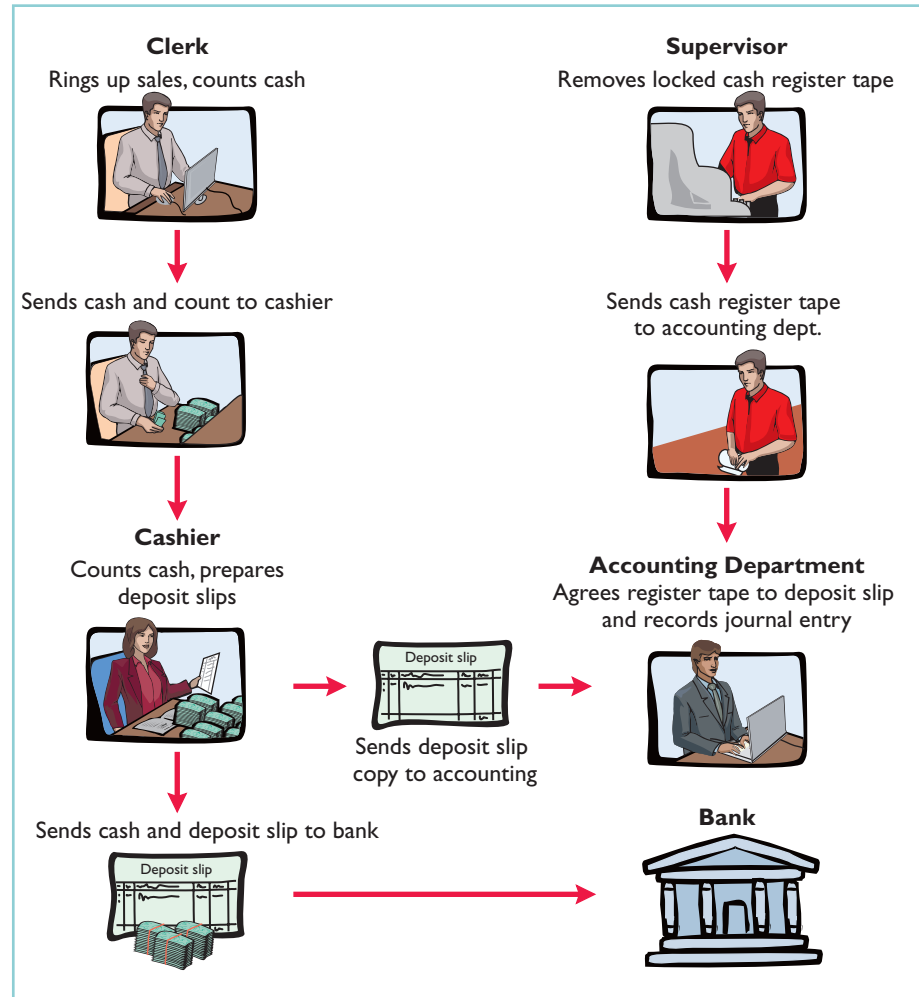 Clerk
Rings up sales, counts cash
Supervisor
Removes locked cash register tape
Sends cash and count to cashier
Sends cash register tape
to accounting dept.
Cashier
Counts cash, prepares
deposit slips
Accounting Department
Agrees register tape to deposit slip
and records journal entry
Deposit slip
Sends deposit slip
copy to accounting
Sends cash and deposit slip to bank
Deposit slip
Bank